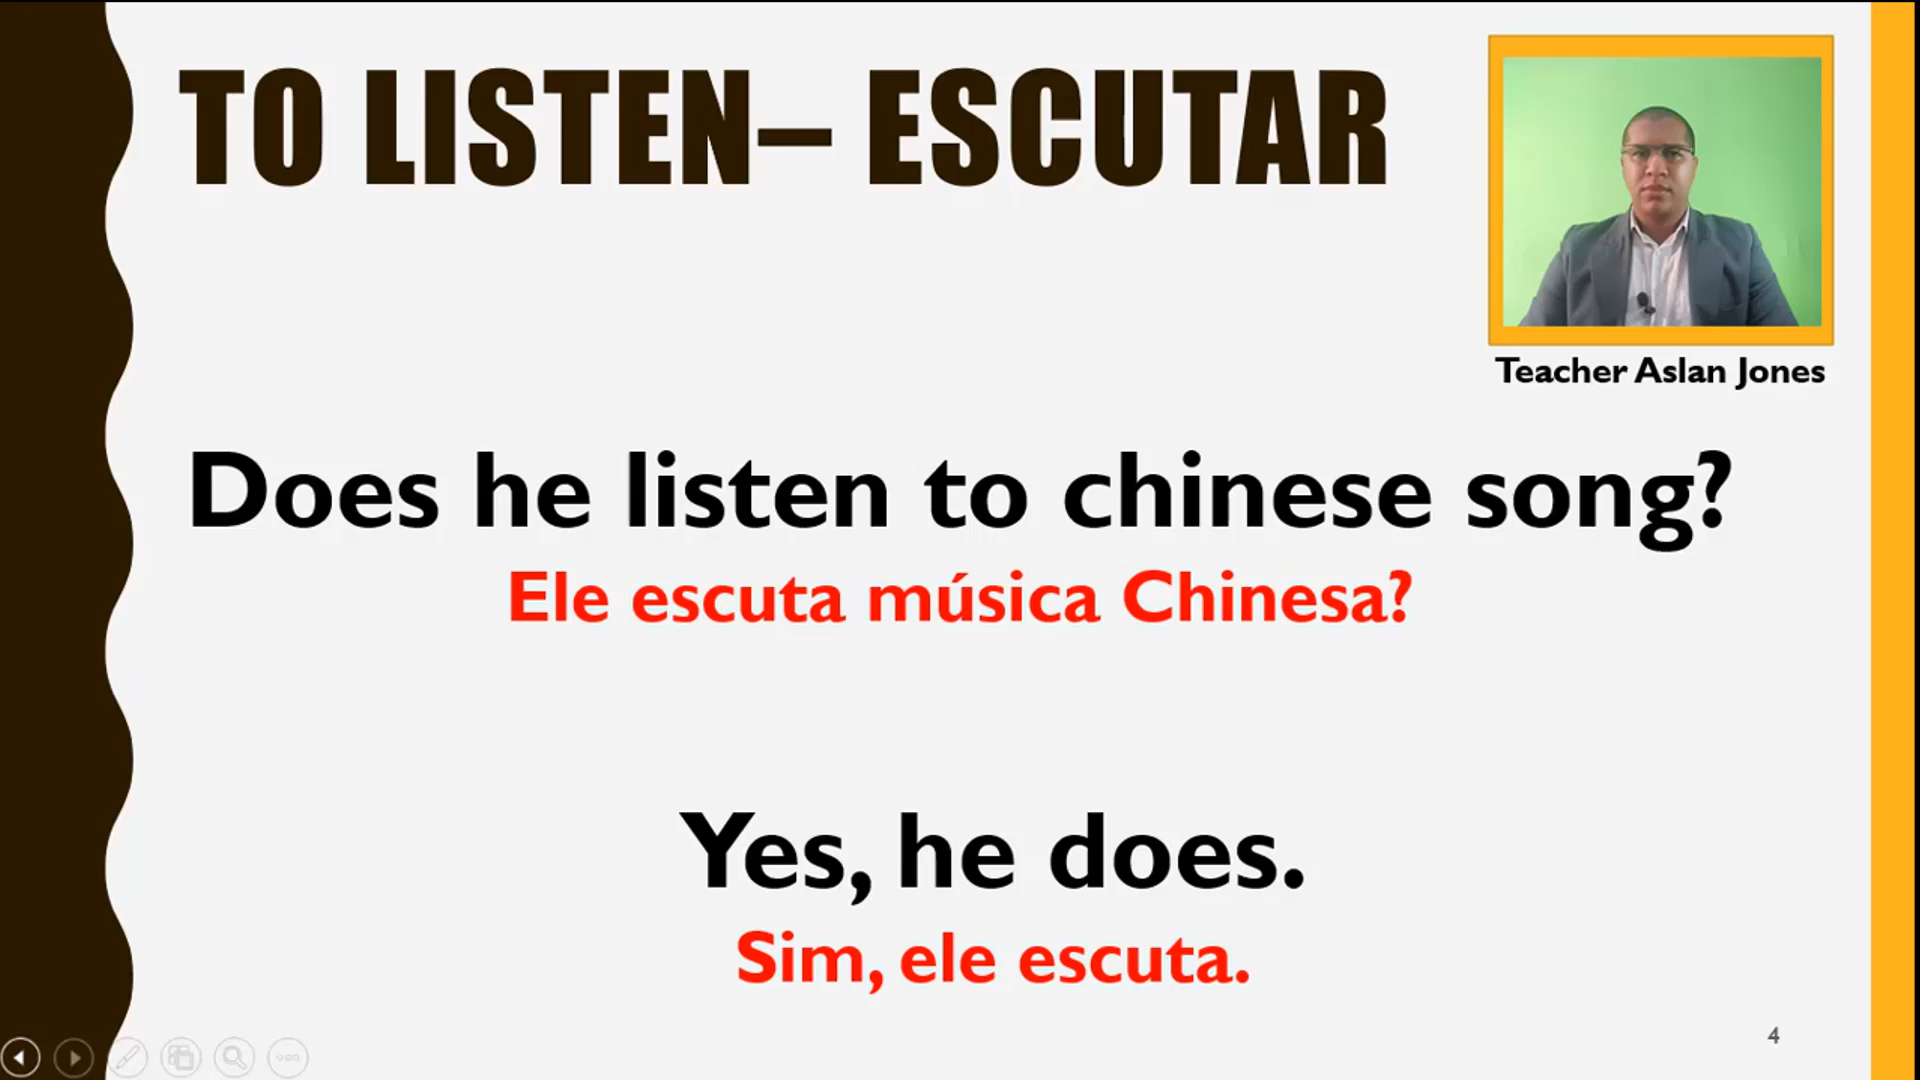 TO LISTEN– ESCUTAR
Teacher Aslan Jones
Does he listen to chinese song?
Ele escuta música Chinesa?
Yes, he does.
Sim, ele escuta.
4